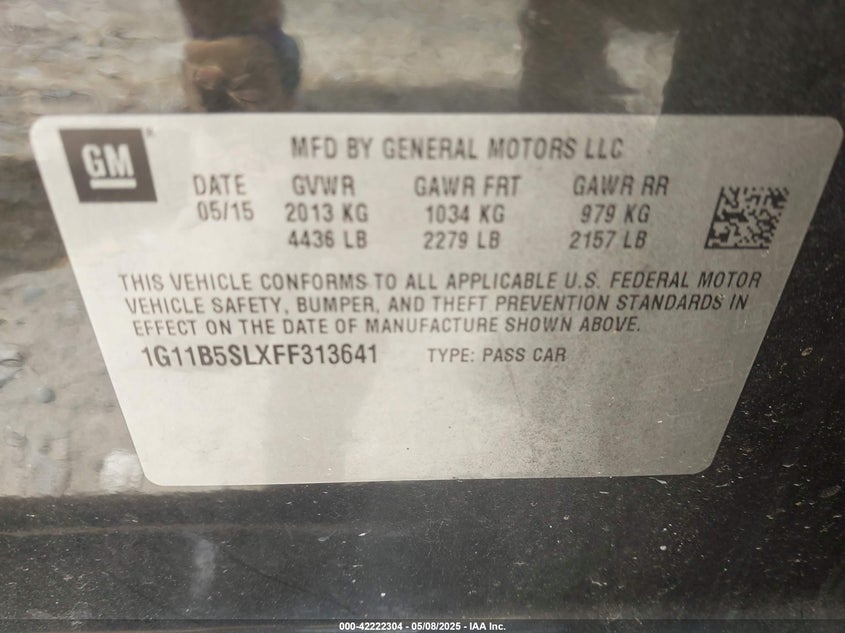 GM
MFD BY GENERAL MOTORS LLC
DATE GVWR GAWR FRT GAWR RR
05/15 2013 KG 1034 KG 979 KG
4436 LB 2279 LB 2157 LB
THIS VEHICLE CONFORMS TO ALL APPLICABLE U.S. FEDERAL MOTOR
VEHICLE SAFETY, BUMPER, AND THEFT PREVENTION STANDARDS IN
EFFECT ON THE DATE OF MANUFACTURE SHOWN ABOVE.
1G11B5SLXFF313641 TYPE: PASS CAR
000-42222304 - 05/08/2025 - IAA Inc.